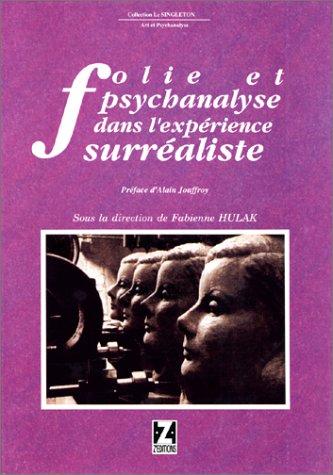 Collection Le SINGLETON
Art et Psychanalyse
folie et
psychanalyse
dans l'expérience
surréaliste
Préface d'Alain Jouffroy
Sous la direction de Fabienne HULAK
Z
Z'EDITIONS